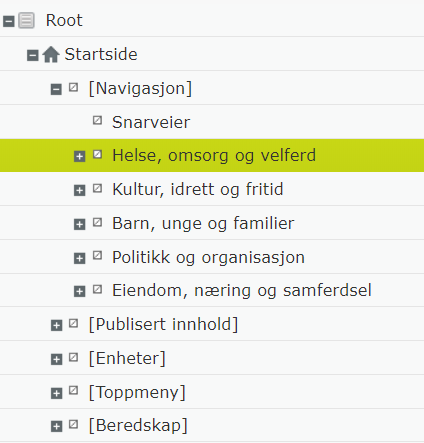 Root
Startside
[Navigasjon]
Snarveier
Helse, omsorg og velferd
Kultur, idrett og fritid
Barn, unge og familier
Politikk og organisasjon
Eiendom, næring og samferdsel
[Publisert innhold]
[Enheter]
[Toppmeny]
[Beredskap]